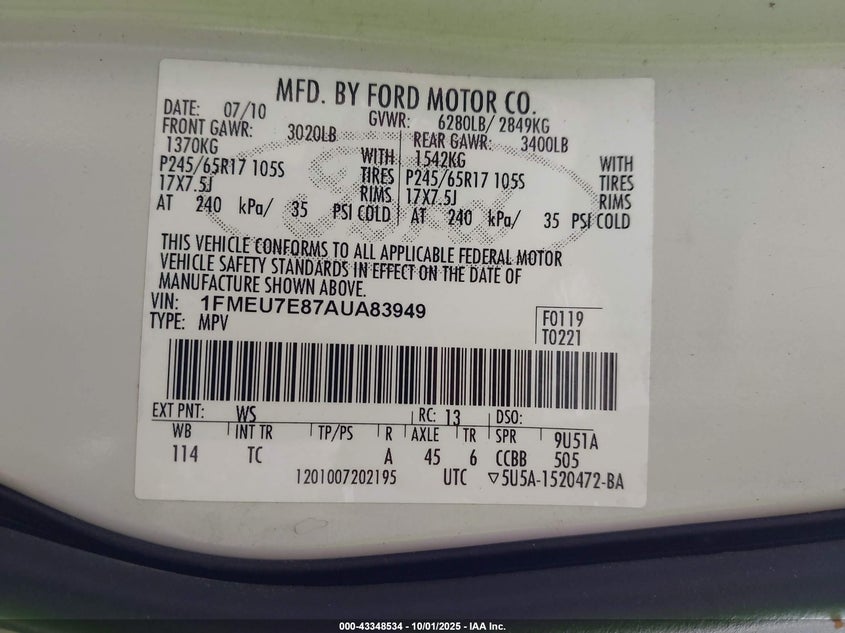 MFD. BY FORD MOTOR CO.
DATE: 07/10 GVWR: 6280LB/ 2849KG
FRONT GAWR: 3020LB REAR GAWR: 3400LB
1370KG WITH 1542KG WITH
P245/65R17 105S TIRES P245/65R17 105S TIRES
17X7.5J RIMS 17X7.5J RIMS
AT 240 kPa/ 35 PSI COLD AT 240 kPa/ 35 PSI COLD
THIS VEHICLE CONFORMS TO ALL APPLICABLE FEDERAL MOTOR
VEHICLE SAFETY STANDARDS IN EFFECT ON THE DATE OF
MANUFACTURE SHOWN ABOVE.
VIN: 1FMEU7E87AUA83949
TYPE: MPV F0119
T0221
EXT PNT: WS RC: 13 DSO:
WB INT TR TP/PS R AXLE TR SPR 9U51A
114 TC A 45 6 CCBB 505
1201007202195 UTC ▽5U5A-1520472-BA
000-43348534 - 10/01/2025 - IAA Inc.